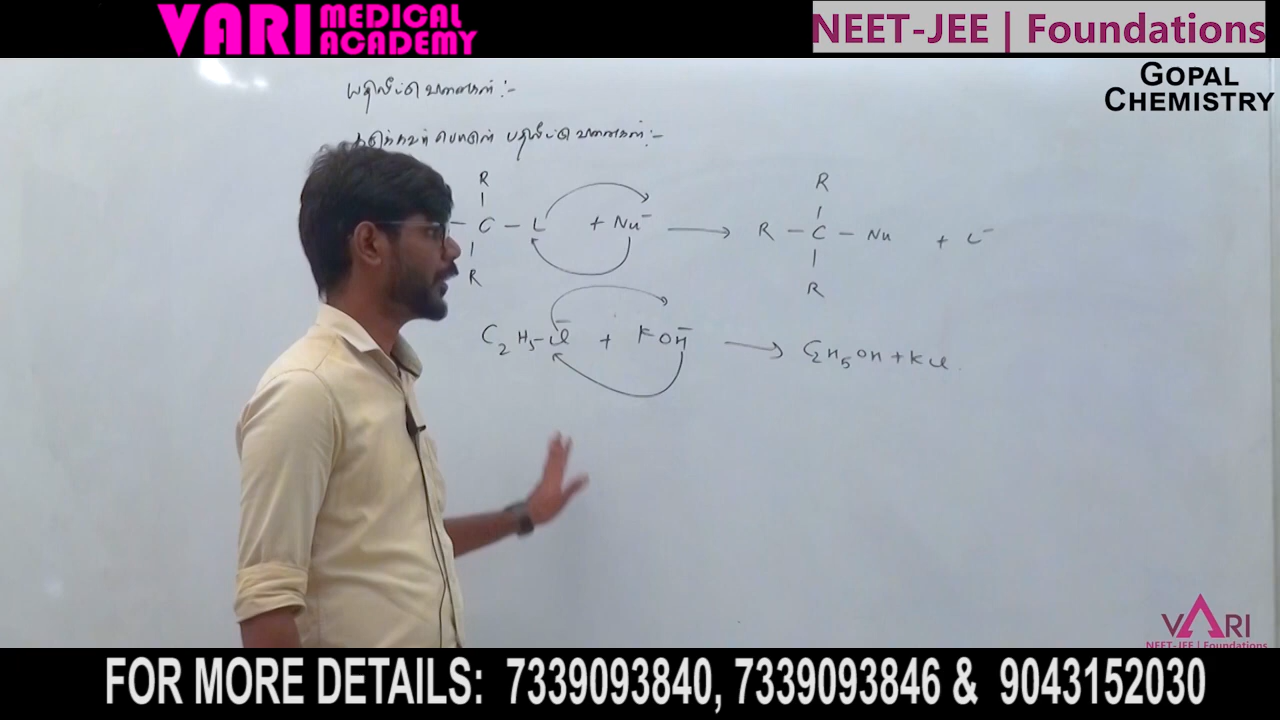 VARI MEDICAL ACADEMY
NEET-JEE | Foundations
GOPAL
CHEMISTRY
பதிலீட்டு வினைகள் :-
கருக்கவர் பொருள் பதிலீட்டு வினைகள் :-
R
R
— C — L + Nu⁻ ⟶ R — C — Nu + L⁻
R
R
C₂H₅-Cl⁻ + KOH⁻ ⟶ C₂H₅OH + KCl
VARI
NEET-JEE | Foundations
FOR MORE DETAILS: 7339093840, 7339093846 & 9043152030